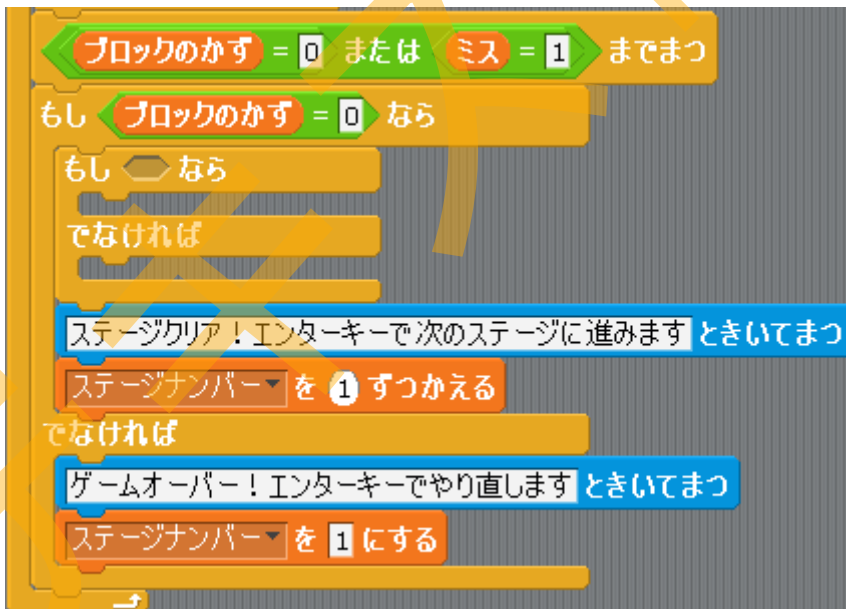 ブロックのかず = 0 または ミス = 1 までまつ
もし ブロックのかず = 0 なら
もし なら
でなければ
ステージクリア！エンターキーで次のステージに進みます ときいてまつ
ステージナンバー を 1 ずつかえる
でなければ
ゲームオーバー！エンターキーでやり直します ときいてまつ
ステージナンバー を 1 にする